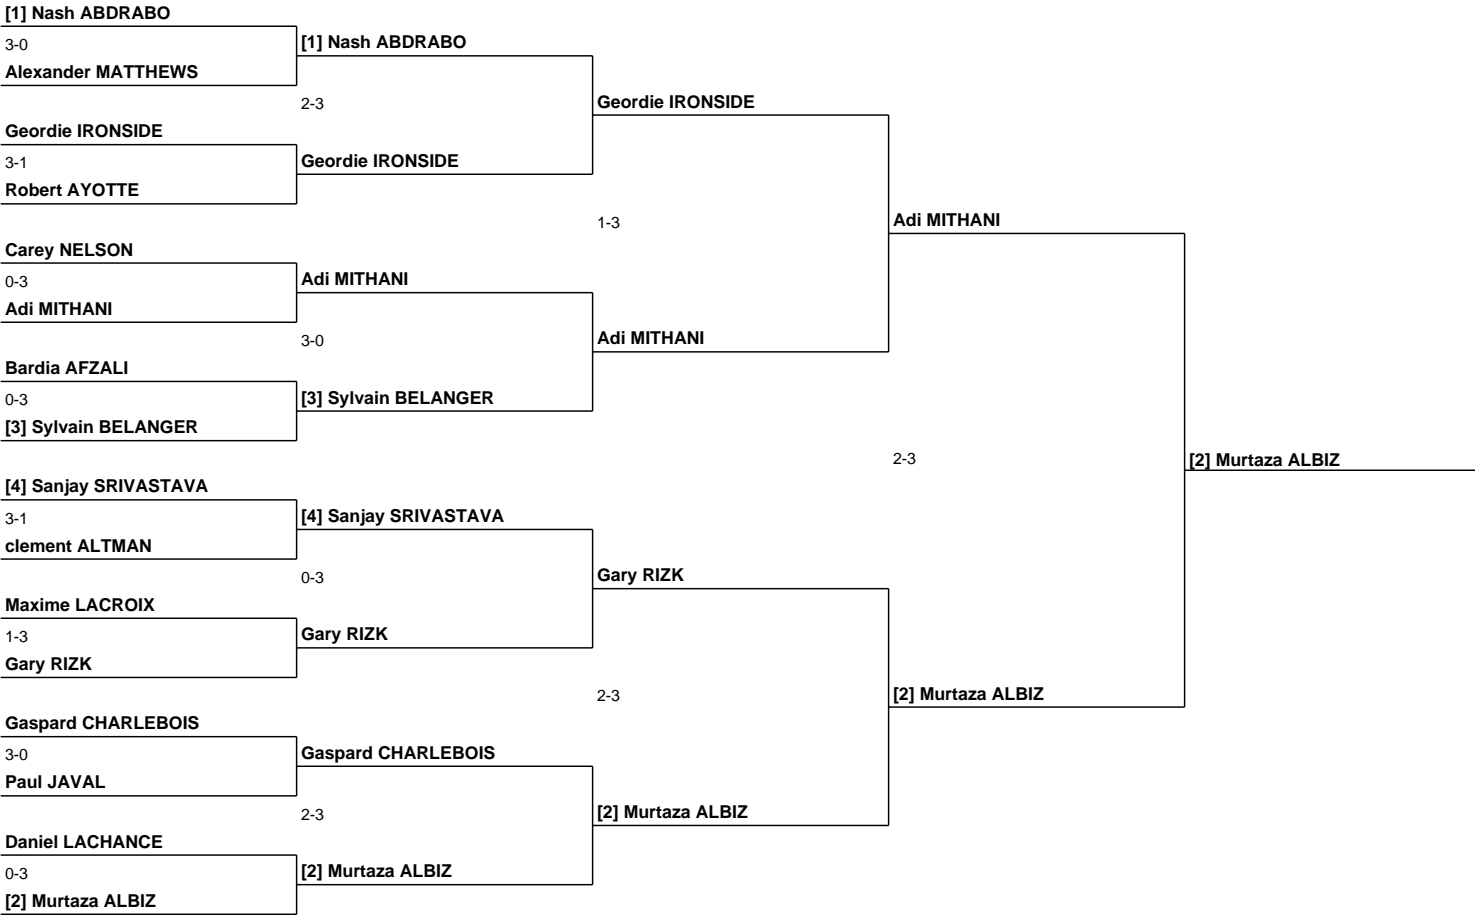 [1] Nash ABDRABO
3-0
Alexander MATTHEWS
Geordie IRONSIDE
3-1
Robert AYOTTE
Carey NELSON
0-3
Adi MITHANI
Bardia AFZALI
0-3
[3] Sylvain BELANGER
[4] Sanjay SRIVASTAVA
3-1
clement ALTMAN
Maxime LACROIX
1-3
Gary RIZK
Gaspard CHARLEBOIS
3-0
Paul JAVAL
Daniel LACHANCE
0-3
[2] Murtaza ALBIZ
[1] Nash ABDRABO
2-3
Geordie IRONSIDE
Adi MITHANI
3-0
[3] Sylvain BELANGER
[4] Sanjay SRIVASTAVA
0-3
Gary RIZK
Gaspard CHARLEBOIS
2-3
[2] Murtaza ALBIZ
Geordie IRONSIDE
1-3
Adi MITHANI
Gary RIZK
2-3
[2] Murtaza ALBIZ
Adi MITHANI
2-3
[2] Murtaza ALBIZ
[2] Murtaza ALBIZ